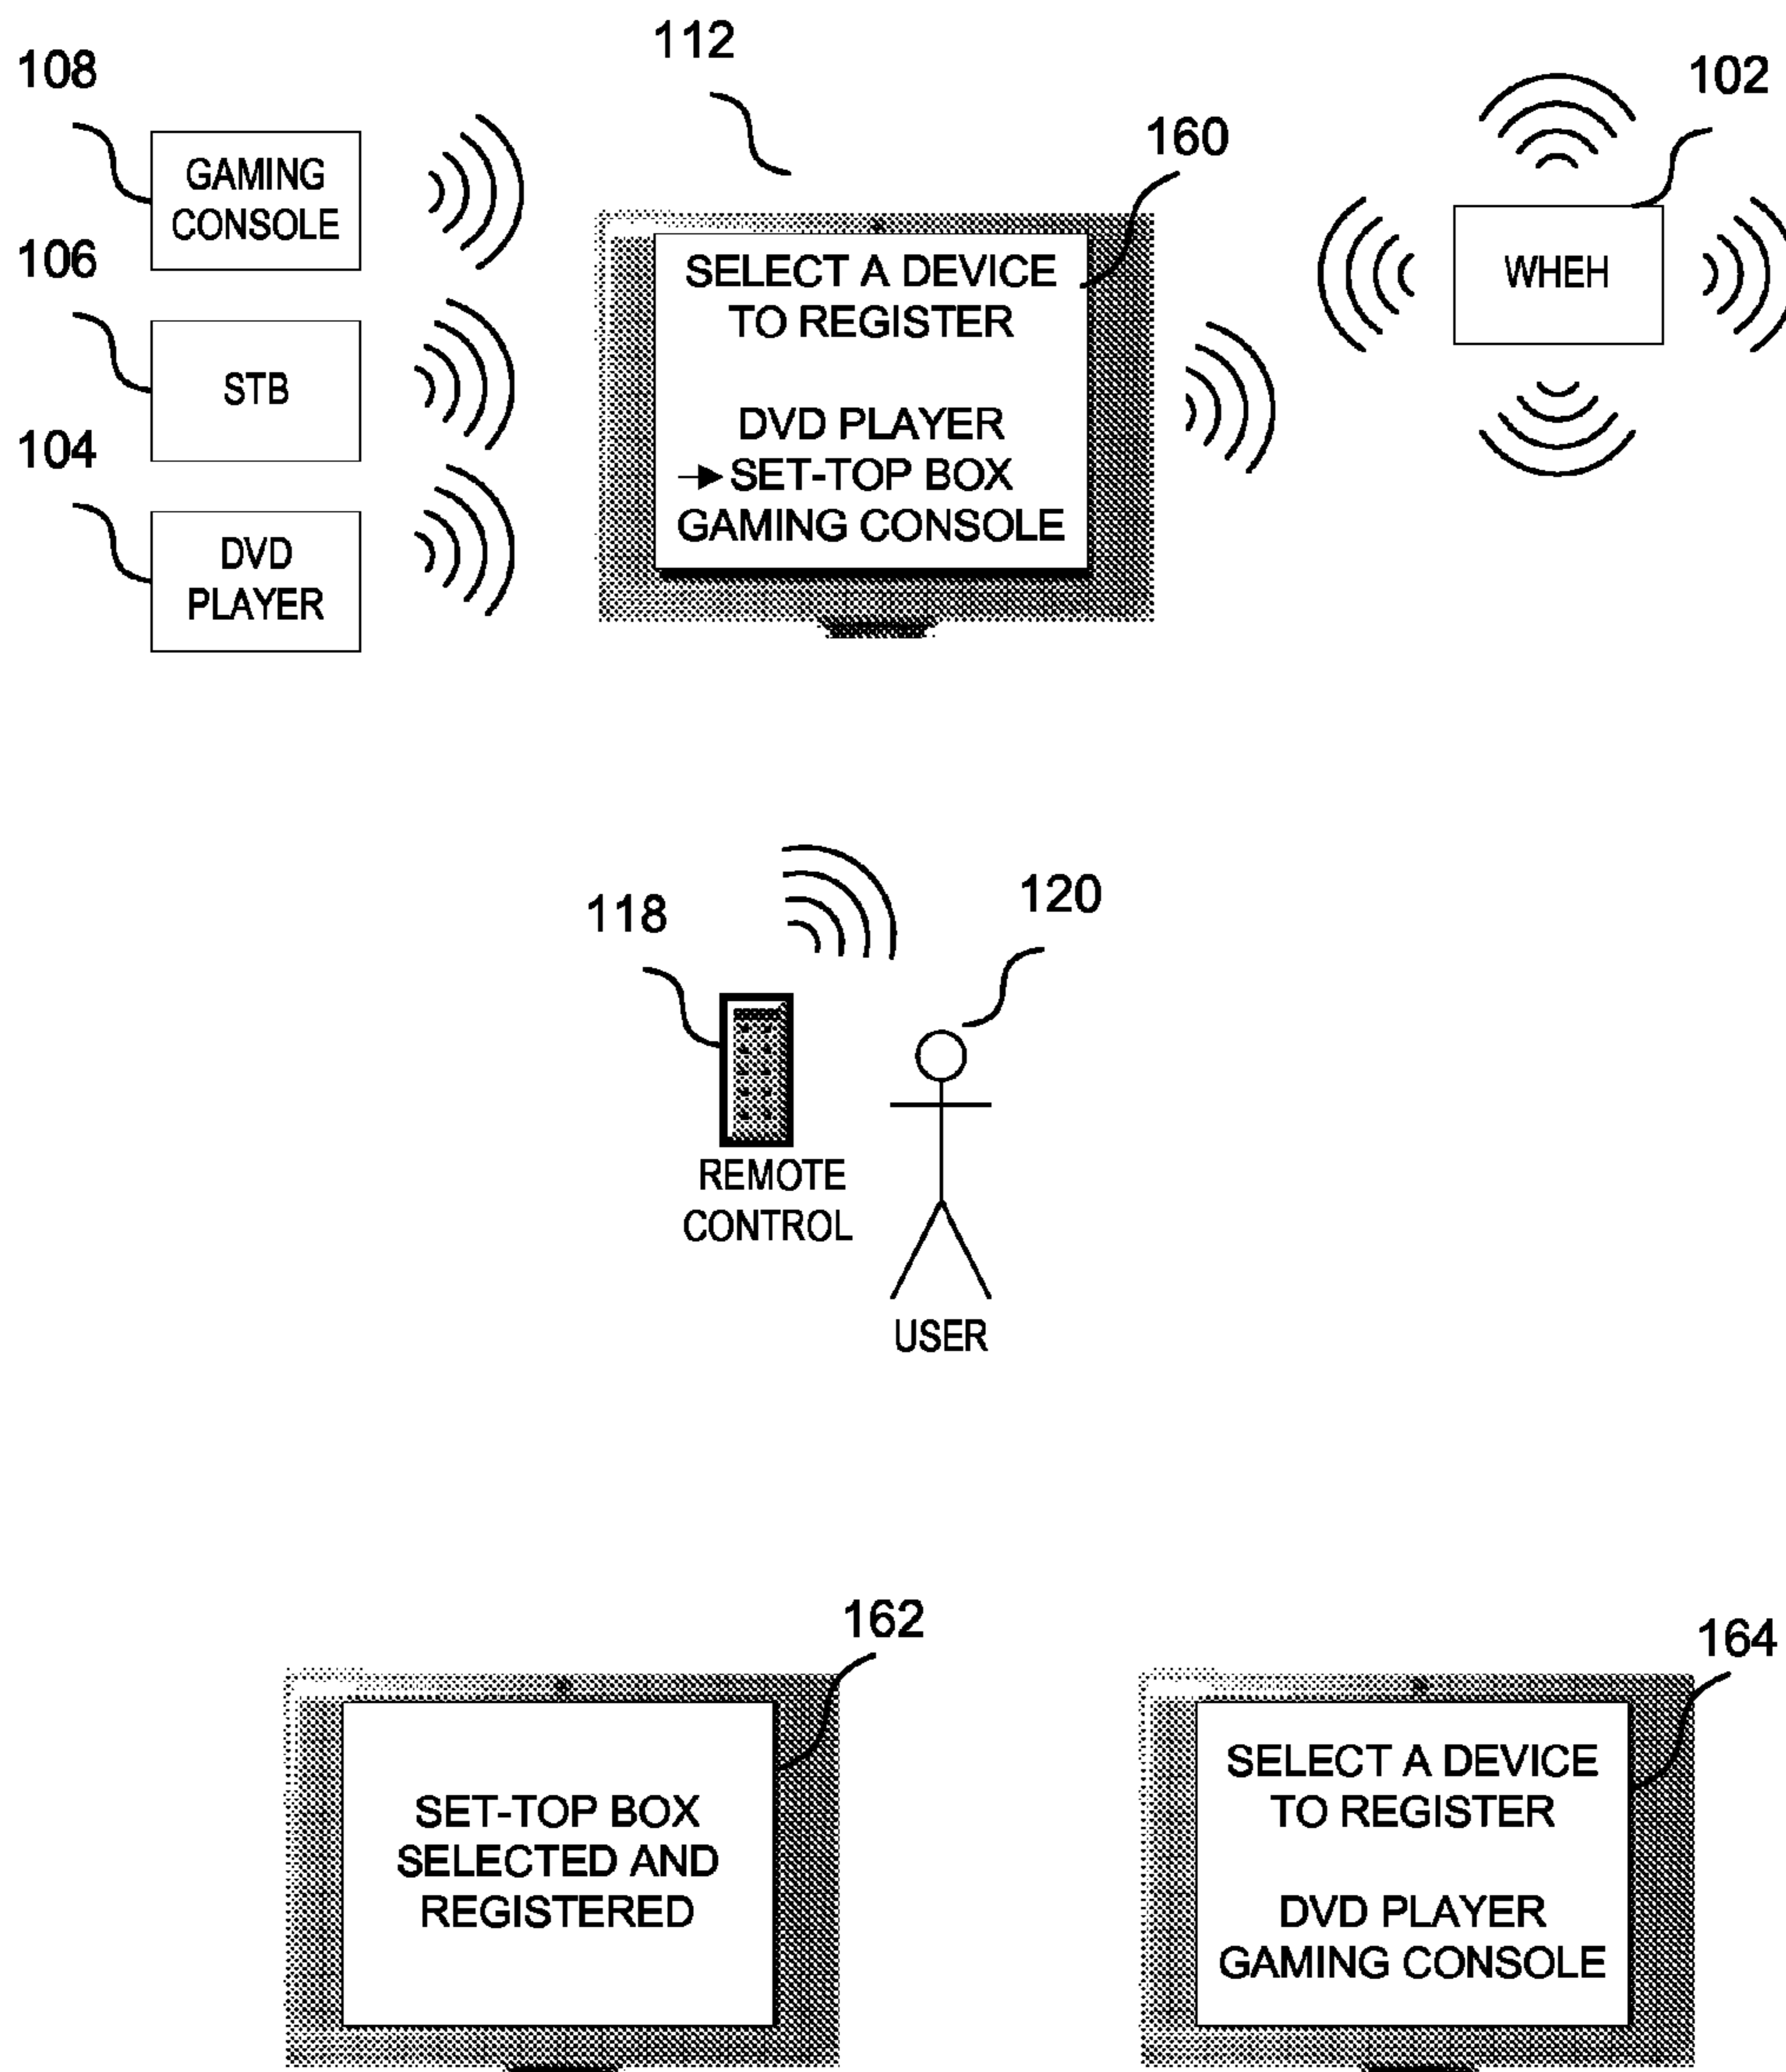 112
108
102
160
GAMING
CONSOLE
106
SELECT A DEVICE
TO REGISTER
WHEH
STB
DVD PLAYER
SET-TOP BOX
GAMING CONSOLE
104
DVD
PLAYER
118
120
REMOTE
CONTROL
USER
162
164
SET-TOP BOX
SELECTED AND
REGISTERED
SELECT A DEVICE
TO REGISTER
DVD PLAYER
GAMING CONSOLE